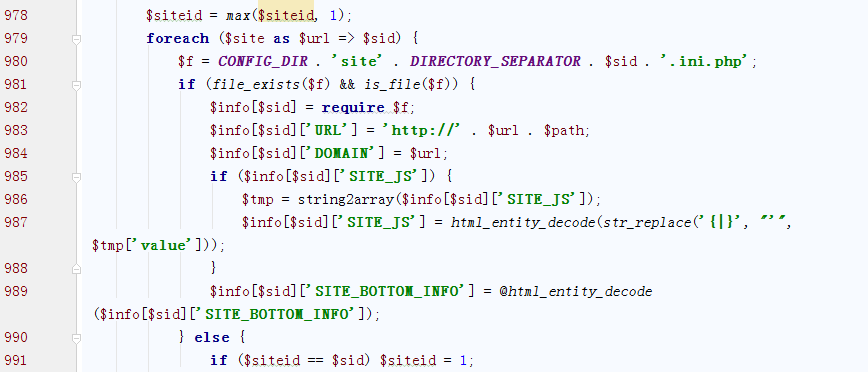 978 $siteid = max($siteid, 1);
979 foreach ($site as $url => $sid) {
980 $f = CONFIG_DIR . 'site' . DIRECTORY_SEPARATOR . $sid . '.ini.php';
981 if (file_exists($f) && is_file($f)) {
982 $info[$sid] = require $f;
983 $info[$sid]['URL'] = 'http://' . $url . $path;
984 $info[$sid]['DOMAIN'] = $url;
985 if ($info[$sid]['SITE_JS']) {
986 $tmp = string2array($info[$sid]['SITE_JS']);
987 $info[$sid]['SITE_JS'] = html_entity_decode(str_replace('{|}', "'",
$tmp['value']));
988 }
989 $info[$sid]['SITE_BOTTOM_INFO'] = @html_entity_decode
($info[$sid]['SITE_BOTTOM_INFO']);
990 } else {
991 if ($siteid == $sid) $siteid = 1;